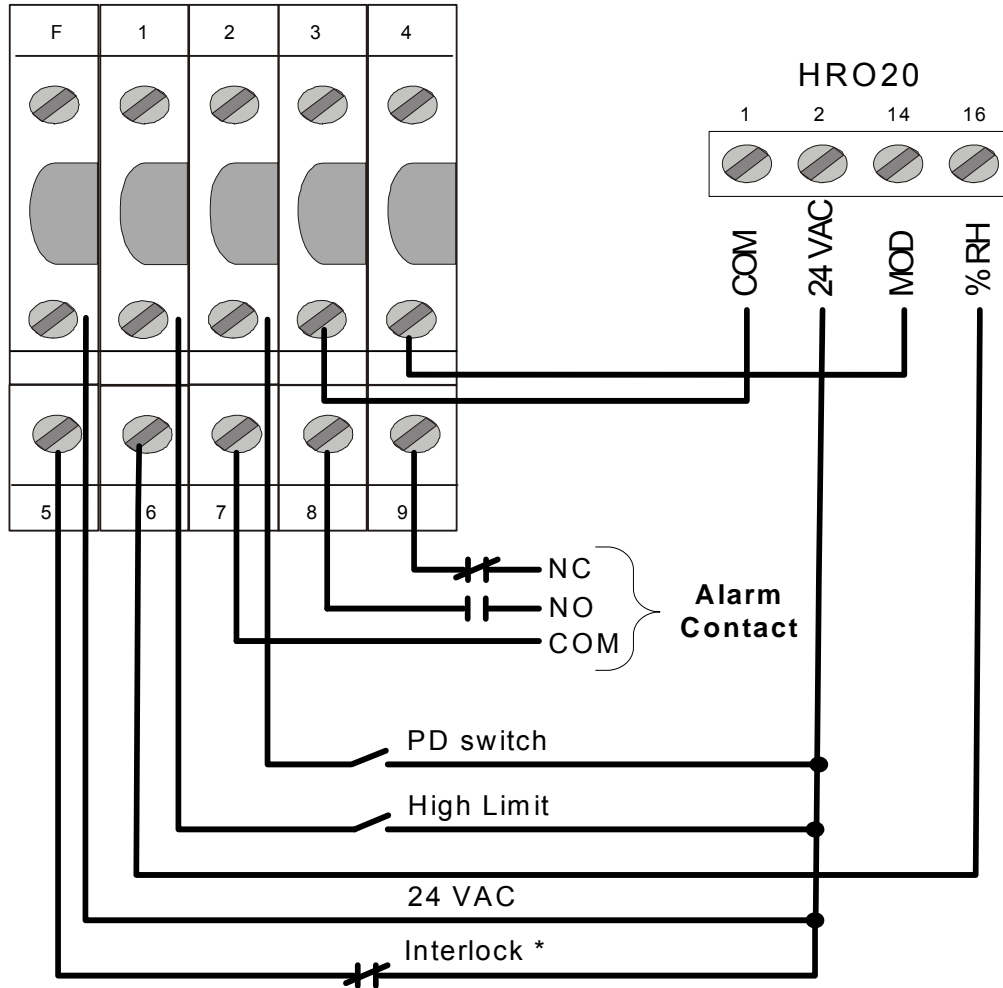 F 1 2 3 4
HRO20
1 2 14 16
COM
24 VAC
MOD
% RH
5 6 7 8 9
NC
NO
COM
Alarm
Contact
PD switch
High Limit
24 VAC
Interlock *